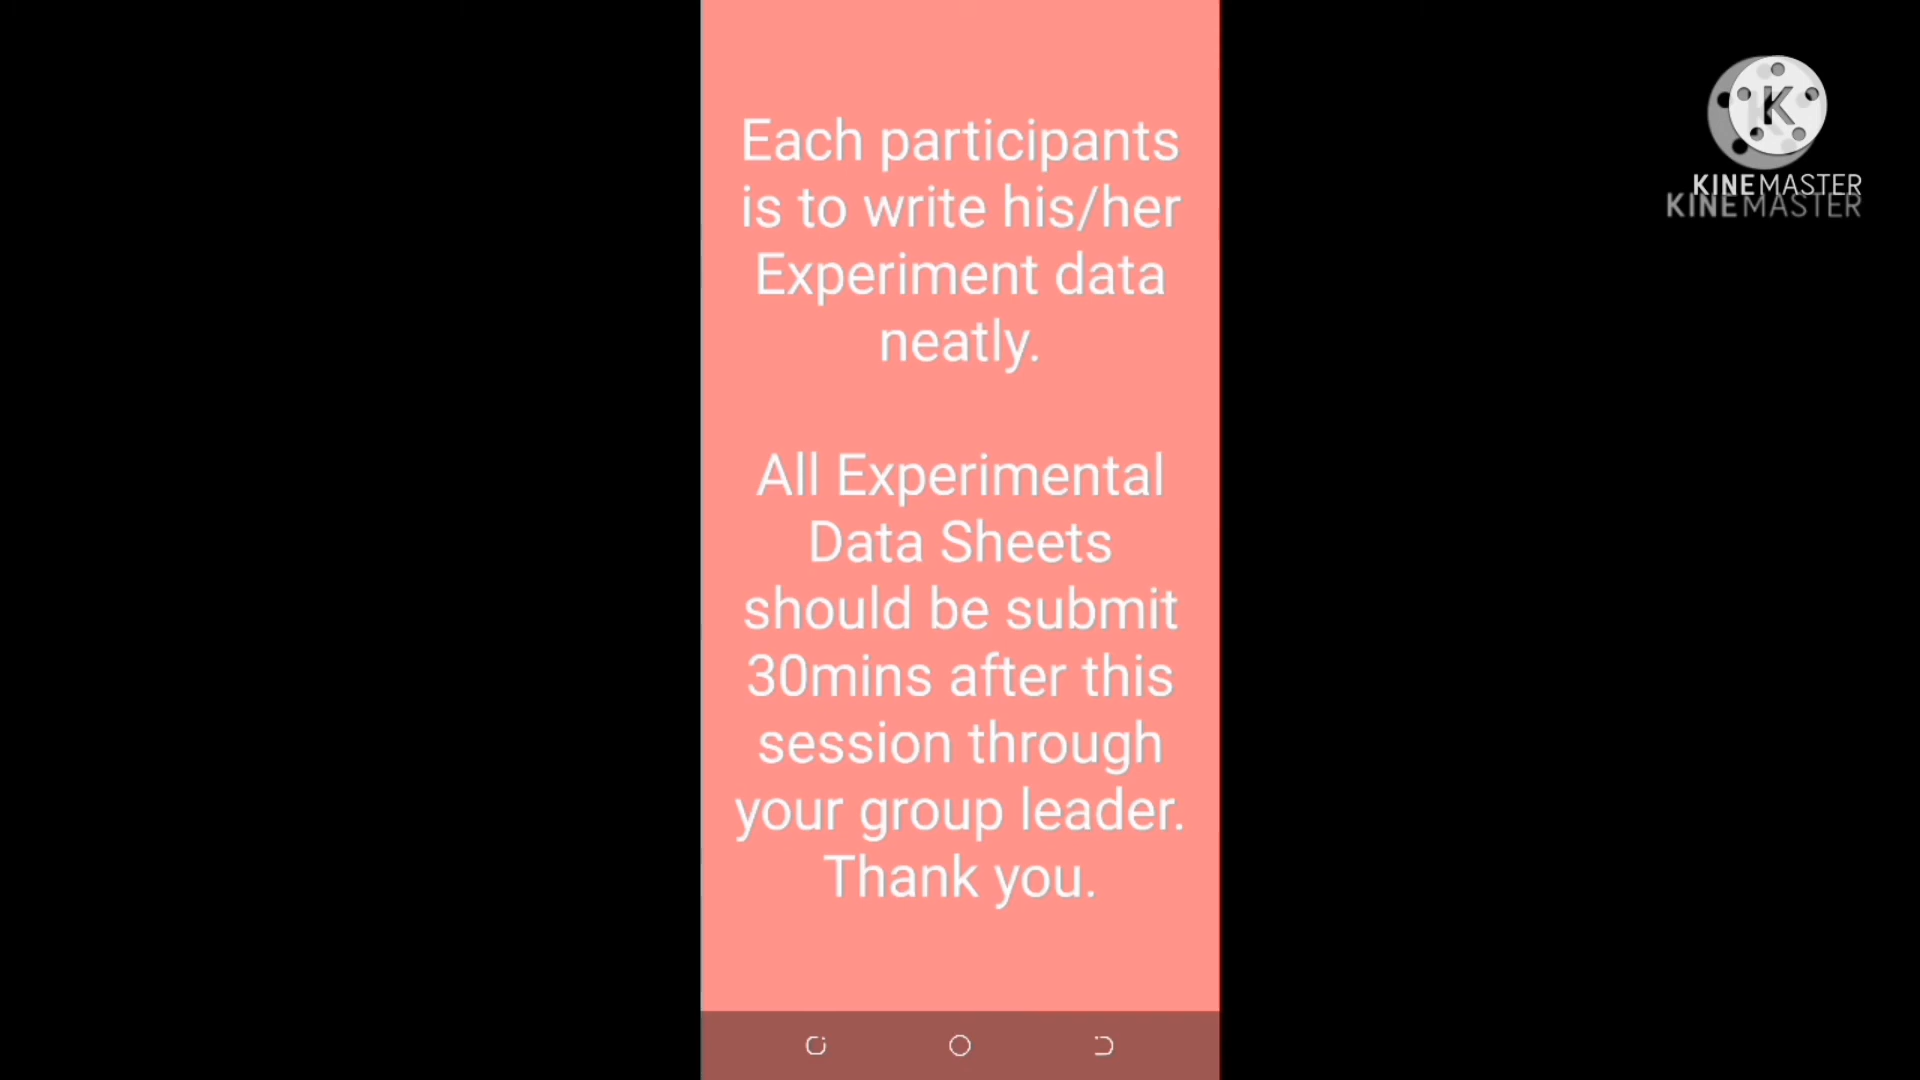 Each participants
is to write his/her
Experiment data
neatly.
All Experimental
Data Sheets
should be submit
30mins after this
session through
your group leader.
Thank you.
K
KINEMASTER
KINEMASTER